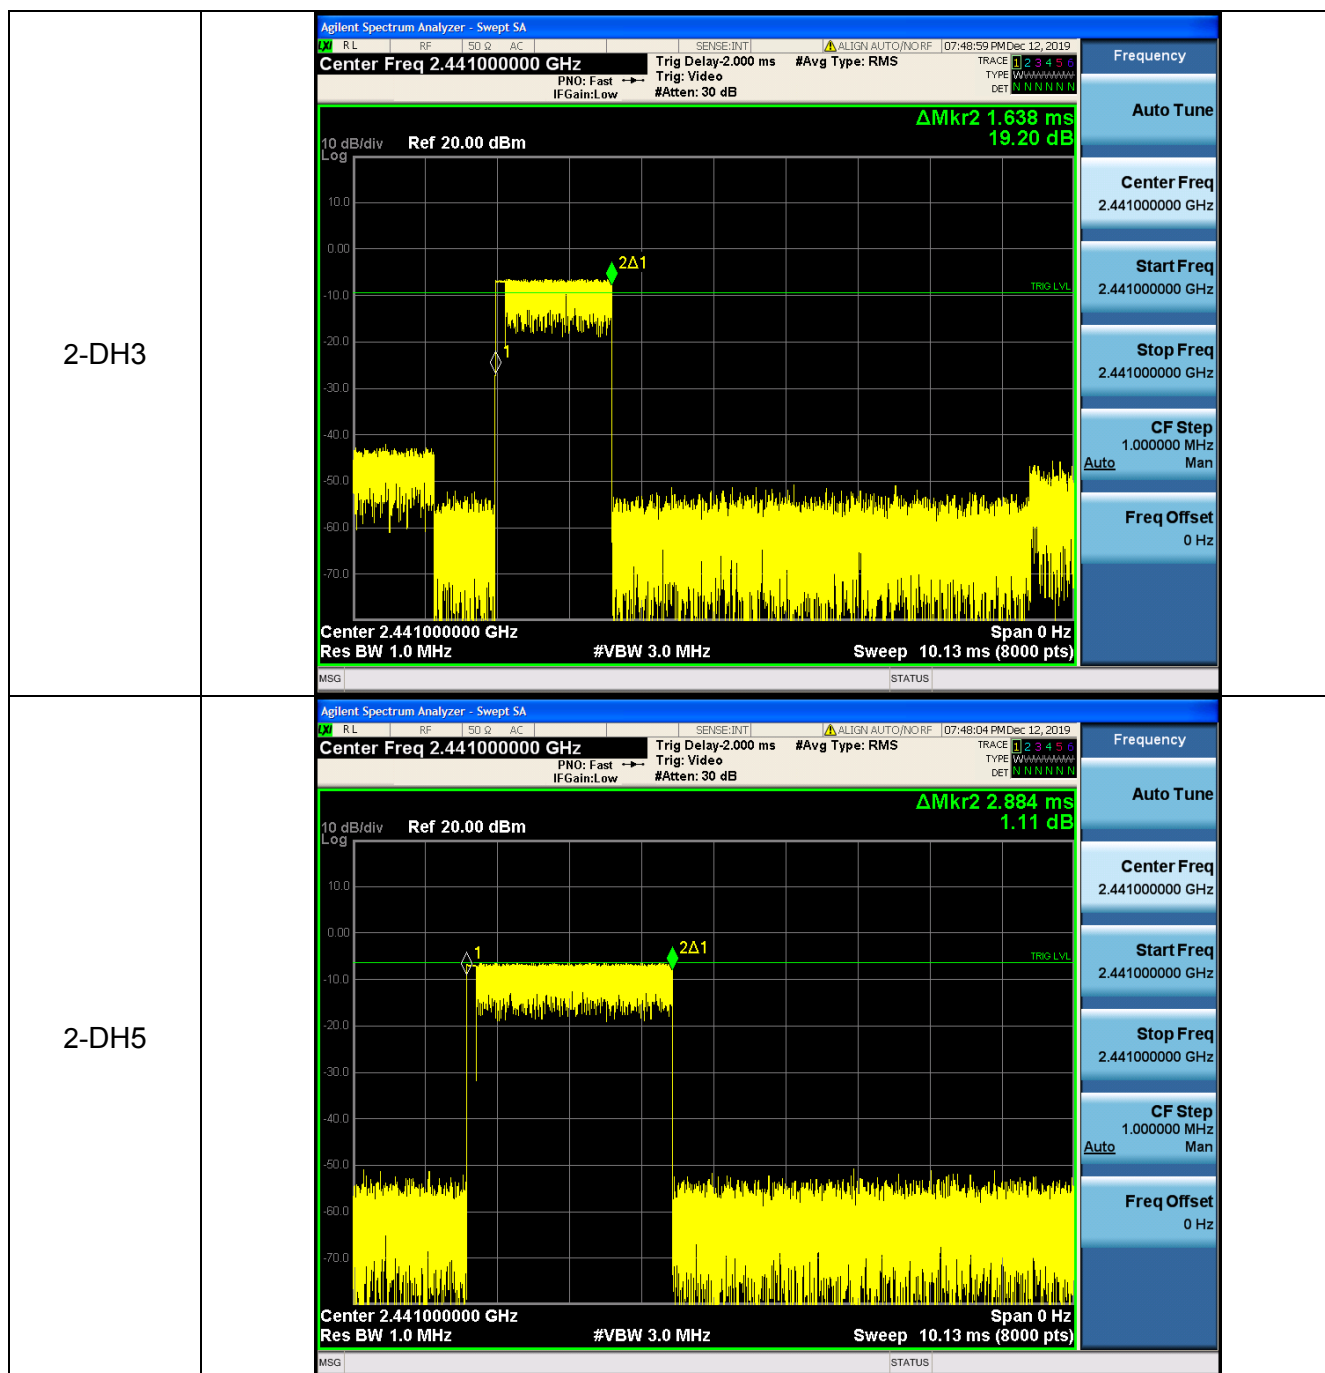 2-DH3
Agilent Spectrum Analyzer - Swept SA
LXI RL RF 50 Ω AC SENSE:INT ALIGN AUTO/NO RF 07:48:59 PM Dec 12, 2019
Center Freq 2.441000000 GHz
PNO: Fast
IFGain:Low
Trig Delay-2.000 ms
Trig: Video
#Atten: 30 dB
#Avg Type: RMS
TRACE 1 2 3 4 5 6
TYPE W
DET N N N N N N
ΔMkr2 1.638 ms
19.20 dB
10 dB/div
Log
Ref 20.00 dBm
10.0
0.00
-10.0
-20.0
-30.0
-40.0
-50.0
-60.0
-70.0
2Δ1
1
TRIG LVL
Center 2.441000000 GHz Span 0 Hz
Res BW 1.0 MHz #VBW 3.0 MHz Sweep 10.13 ms (8000 pts)
MSG STATUS
Frequency
Auto Tune
Center Freq
2.441000000 GHz
Start Freq
2.441000000 GHz
Stop Freq
2.441000000 GHz
CF Step
1.000000 MHz
Auto Man
Freq Offset
0 Hz
2-DH5
Agilent Spectrum Analyzer - Swept SA
LXI RL RF 50 Ω AC SENSE:INT ALIGN AUTO/NO RF 07:48:04 PM Dec 12, 2019
Center Freq 2.441000000 GHz
PNO: Fast
IFGain:Low
Trig Delay-2.000 ms
Trig: Video
#Atten: 30 dB
#Avg Type: RMS
TRACE 1 2 3 4 5 6
TYPE W
DET N N N N N N
ΔMkr2 2.884 ms
1.11 dB
10 dB/div
Log
Ref 20.00 dBm
10.0
0.00
-10.0
-20.0
-30.0
-40.0
-50.0
-60.0
-70.0
1
2Δ1
TRIG LVL
Center 2.441000000 GHz Span 0 Hz
Res BW 1.0 MHz #VBW 3.0 MHz Sweep 10.13 ms (8000 pts)
MSG STATUS
Frequency
Auto Tune
Center Freq
2.441000000 GHz
Start Freq
2.441000000 GHz
Stop Freq
2.441000000 GHz
CF Step
1.000000 MHz
Auto Man
Freq Offset
0 Hz